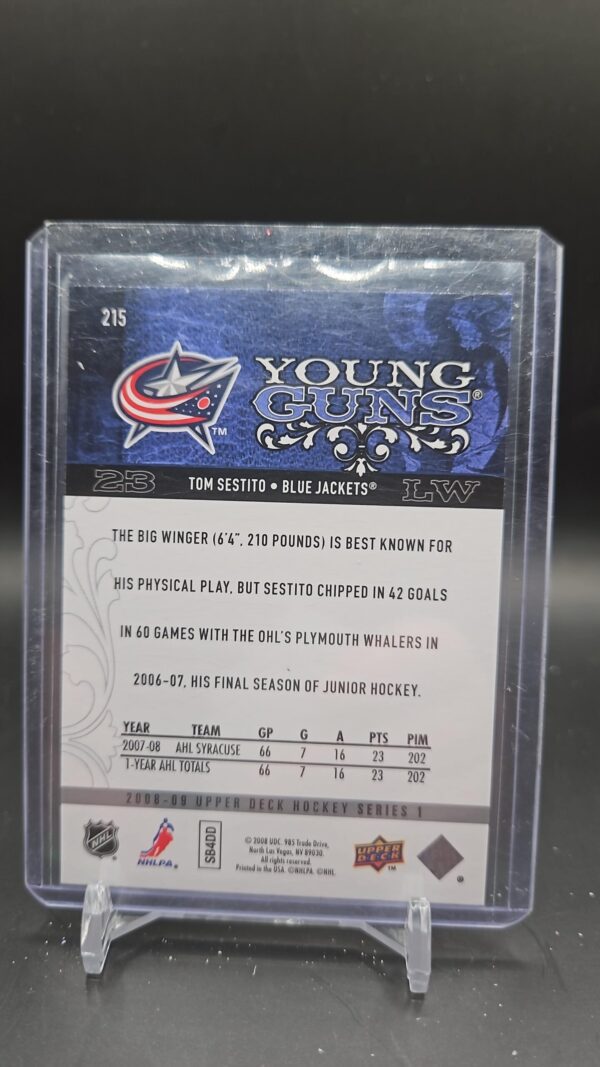 215
YOUNG
GUNS®
TM
23 TOM SESTITO • BLUE JACKETS® LW
THE BIG WINGER (6'4", 210 POUNDS) IS BEST KNOWN FOR
HIS PHYSICAL PLAY, BUT SESTITO CHIPPED IN 42 GOALS
IN 60 GAMES WITH THE OHL'S PLYMOUTH WHALERS IN
2006-07, HIS FINAL SEASON OF JUNIOR HOCKEY.
YEAR TEAM GP G A PTS PIM
2007-08 AHL SYRACUSE 66 7 16 23 202
1-YEAR AHL TOTALS 66 7 16 23 202
2008-09 UPPER DECK HOCKEY SERIES 1
NHL
NHLPA.
SB4DD
© 2008 UDC. 985 Trade Drive,
North Las Vegas, NV 89030.
All rights reserved.
Printed in the USA. ©NHLPA ©NHL
UPPER
DECK
TM
®